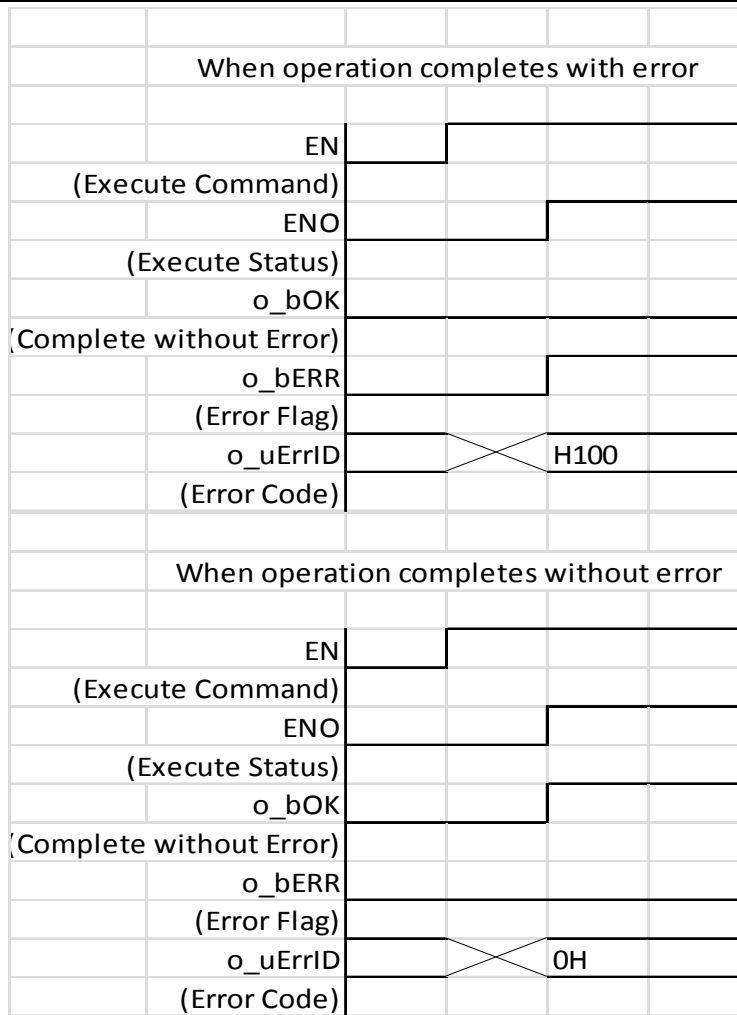 When operation completes with error
EN
(Execute Command)
ENO
(Execute Status)
o_bOK
(Complete without Error)
o_bERR
(Error Flag)
o_uErrID H100
(Error Code)
When operation completes without error
EN
(Execute Command)
ENO
(Execute Status)
o_bOK
(Complete without Error)
o_bERR
(Error Flag)
o_uErrID 0H
(Error Code)